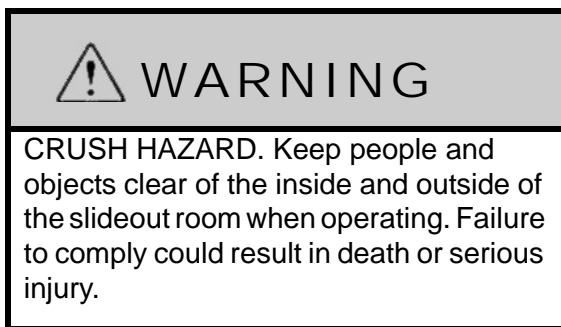 WARNING
CRUSH HAZARD. Keep people and
objects clear of the inside and outside of
the slideout room when operating. Failure
to comply could result in death or serious
injury.